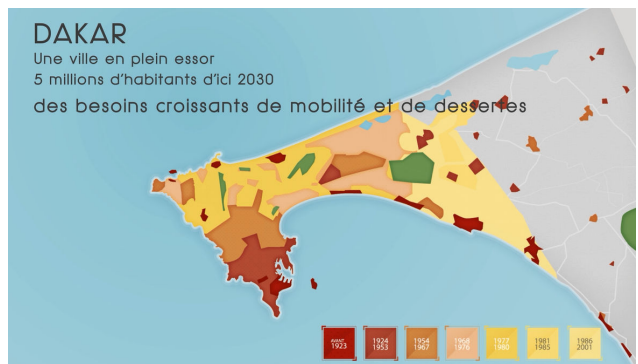 DAKAR
Une ville en plein essor
5 millions d'habitants d'ici 2030
des besoins croissants de mobilité et de dessertes
AVANT
1923
1924
1953
1954
1967
1968
1976
1977
1980
1981
1985
1986
2001